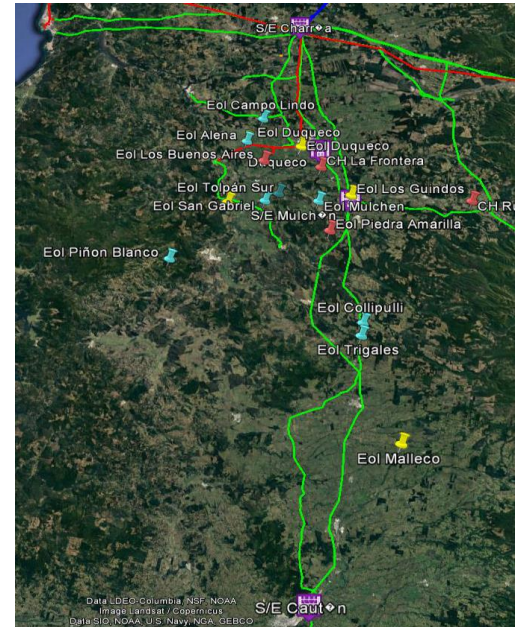 S/E Charr�a
Eol Campo Lindo
Eol Alena
Eol Duqueco
Eol Duqueco
Eol Los Buenos Aires
Duqueco
CH La Frontera
Eol Tolpán Sur
Eol Los Guindos
Eol San Gabriel
Eol Mulchen
CH Ru
S/E Mulch�n
Eol Piedra Amarilla
Eol Piñon Blanco
Eol Collipulli
Eol Trigales
Eol Malleco
S/E Caut�n
Data LDEO-Columbia, NSF, NOAA
Image Landsat / Copernicus
Data SIO, NOAA, U.S. Navy, NGA, GEBCO